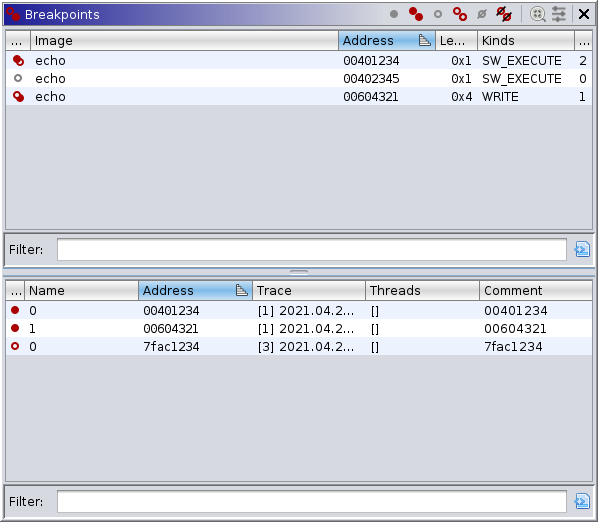 Breakpoints
... Image Address Le... Kinds ...
echo 00401234 0x1 SW_EXECUTE 2
echo 00402345 0x1 SW_EXECUTE 0
echo 00604321 0x4 WRITE 1
Filter:
... Name Address Trace Threads Comment
0 00401234 [1] 2021.04.2... [] 00401234
1 00604321 [1] 2021.04.2... [] 00604321
0 7fac1234 [3] 2021.04.2... [] 7fac1234
Filter: